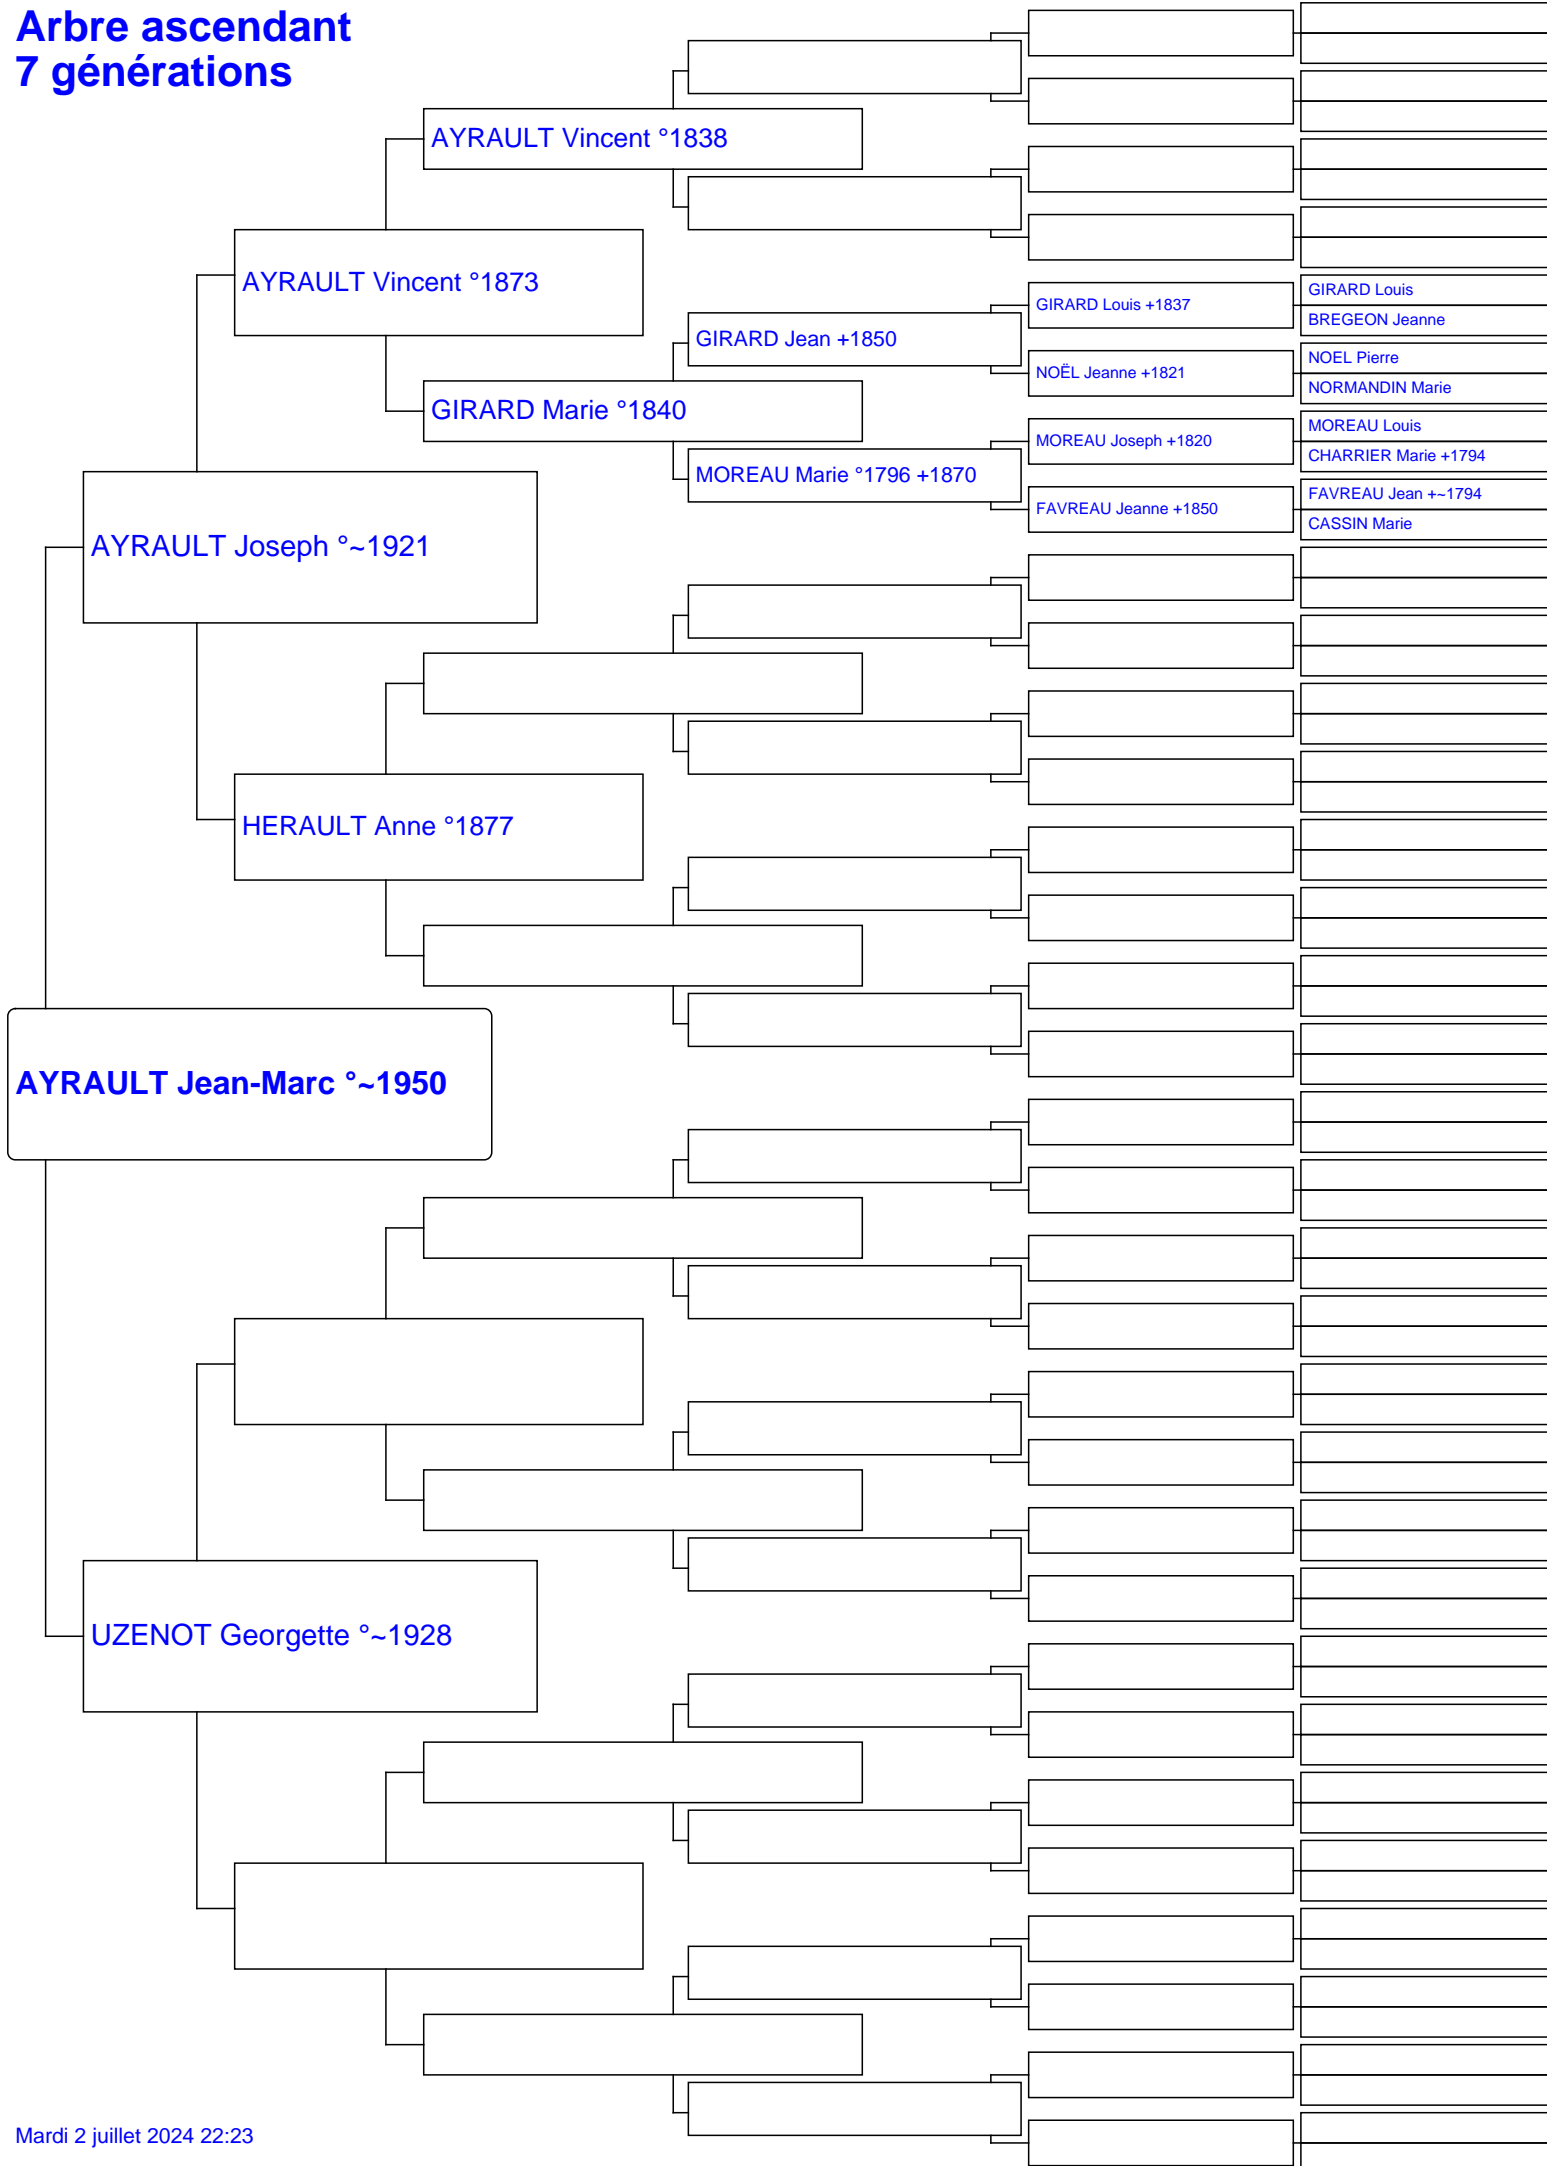 Arbre ascendant
7 générations
AYRAULT Vincent °1838
AYRAULT Vincent °1873
GIRARD Louis
GIRARD Louis +1837
BREGEON Jeanne
GIRARD Jean +1850
NOEL Pierre
NOËL Jeanne +1821
NORMANDIN Marie
GIRARD Marie °1840
MOREAU Louis
MOREAU Joseph +1820
CHARRIER Marie +1794
MOREAU Marie °1796 +1870
FAVREAU Jean +~1794
FAVREAU Jeanne +1850
CASSIN Marie
AYRAULT Joseph °~1921
HERAULT Anne °1877
AYRAULT Jean-Marc °~1950
UZENOT Georgette °~1928
Mardi 2 juillet 2024 22:23